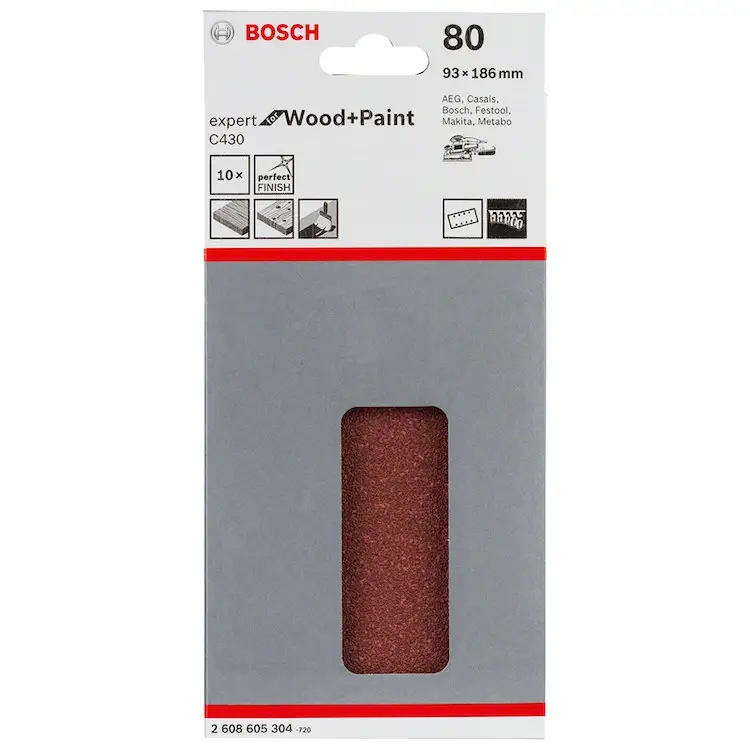 BOSCH
80
93 × 186 mm
AEG, Casals,
Bosch, Festool,
Makita, Metabo
expert for Wood+Paint
C430
10×
perfect
FINISH
2 608 605 304 -720